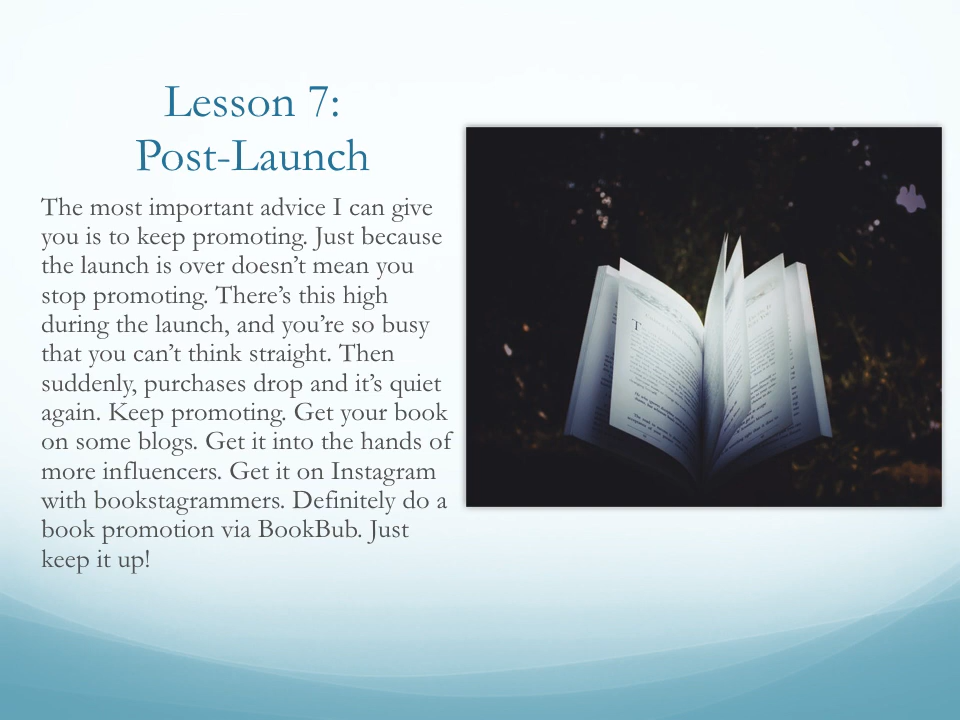 Lesson 7:
Post-Launch
The most important advice I can give
you is to keep promoting. Just because
the launch is over doesn’t mean you
stop promoting. There’s this high
during the launch, and you’re so busy
that you can’t think straight. Then
suddenly, purchases drop and it’s quiet
again. Keep promoting. Get your book
on some blogs. Get it into the hands of
more influencers. Get it on Instagram
with bookstagrammers. Definitely do a
book promotion via BookBub. Just
keep it up!